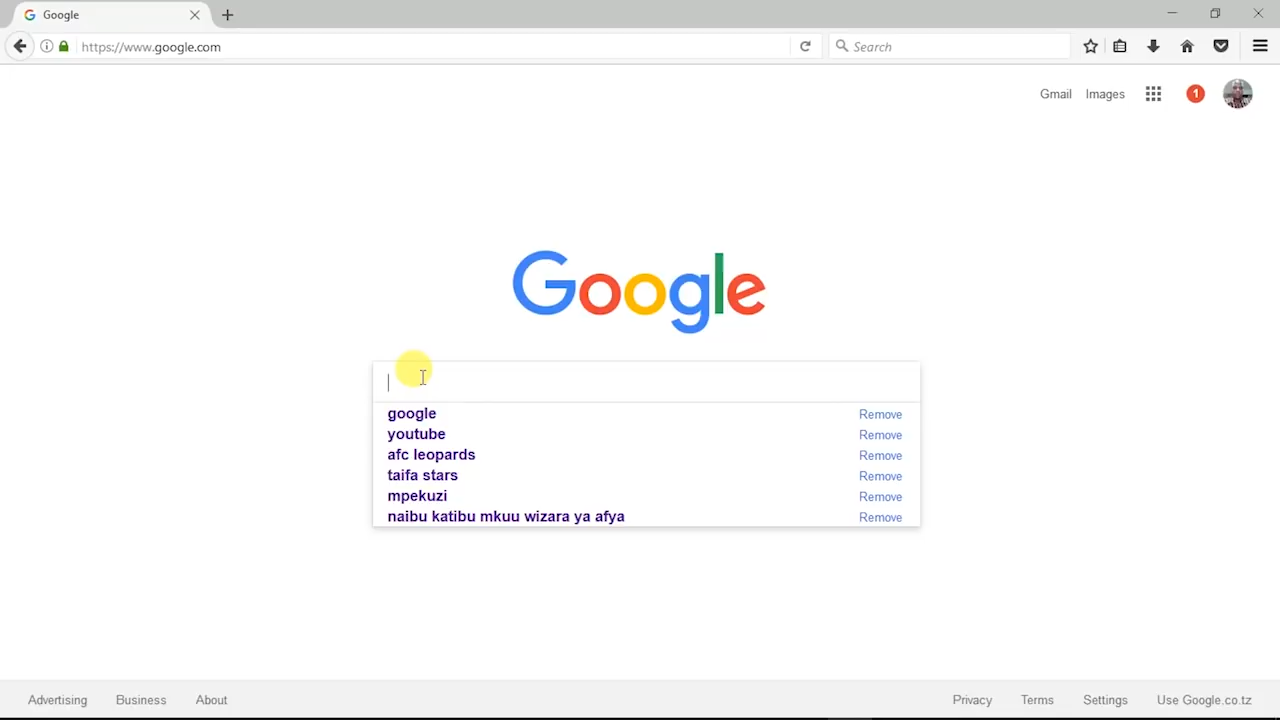 Google
https://www.google.com
Search
Gmail Images 1
Google
google Remove
youtube Remove
afc leopards Remove
taifa stars Remove
mpekuzi Remove
naibu katibu mkuu wizara ya afya Remove
Advertising Business About Privacy Terms Settings Use Google.co.tz